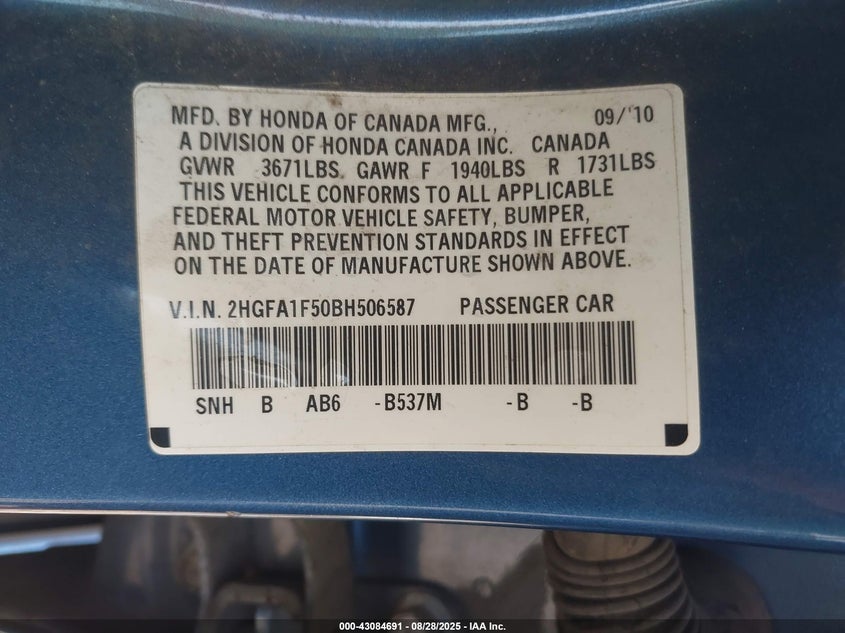 MFD. BY HONDA OF CANADA MFG., 09/'10
A DIVISION OF HONDA CANADA INC. CANADA
GVWR 3671LBS GAWR F 1940LBS R 1731LBS
THIS VEHICLE CONFORMS TO ALL APPLICABLE
FEDERAL MOTOR VEHICLE SAFETY, BUMPER,
AND THEFT PREVENTION STANDARDS IN EFFECT
ON THE DATE OF MANUFACTURE SHOWN ABOVE.
V.I.N. 2HGFA1F50BH506587 PASSENGER CAR
SNH B AB6 -B537M -B -B
000-43084691 - 08/28/2025 - IAA Inc.